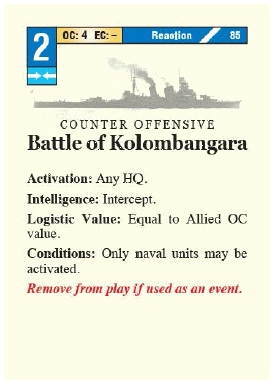 2 OC: 4 EC: – Reaction 85
COUNTER OFFENSIVE
Battle of Kolombangara
Activation: Any HQ.
Intelligence: Intercept.
Logistic Value: Equal to Allied OC
value.
Conditions: Only naval units may be
activated.
Remove from play if used as an event.